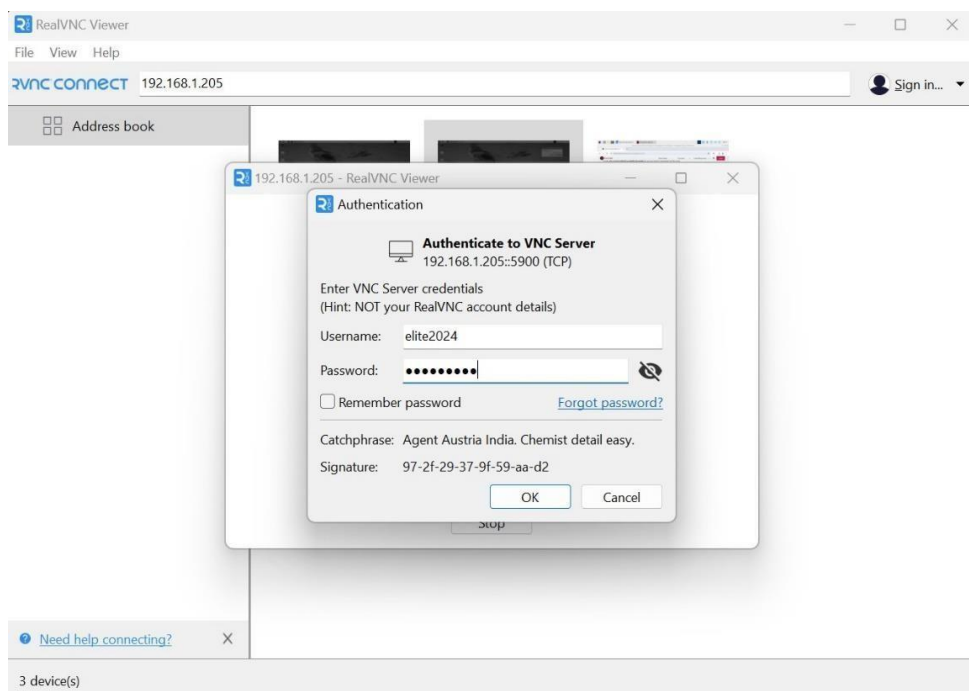 RealVNC Viewer
File View Help
RVNC CONNECT 192.168.1.205 Sign in...
Address book
192.168.1.205 - RealVNC Viewer
Authentication
Authenticate to VNC Server
192.168.1.205::5900 (TCP)
Enter VNC Server credentials
(Hint: NOT your RealVNC account details)
Username: elite2024
Password: •••••••••
Remember password Forgot password?
Catchphrase: Agent Austria India. Chemist detail easy.
Signature: 97-2f-29-37-9f-59-aa-d2
OK Cancel
Stop
Need help connecting?
3 device(s)